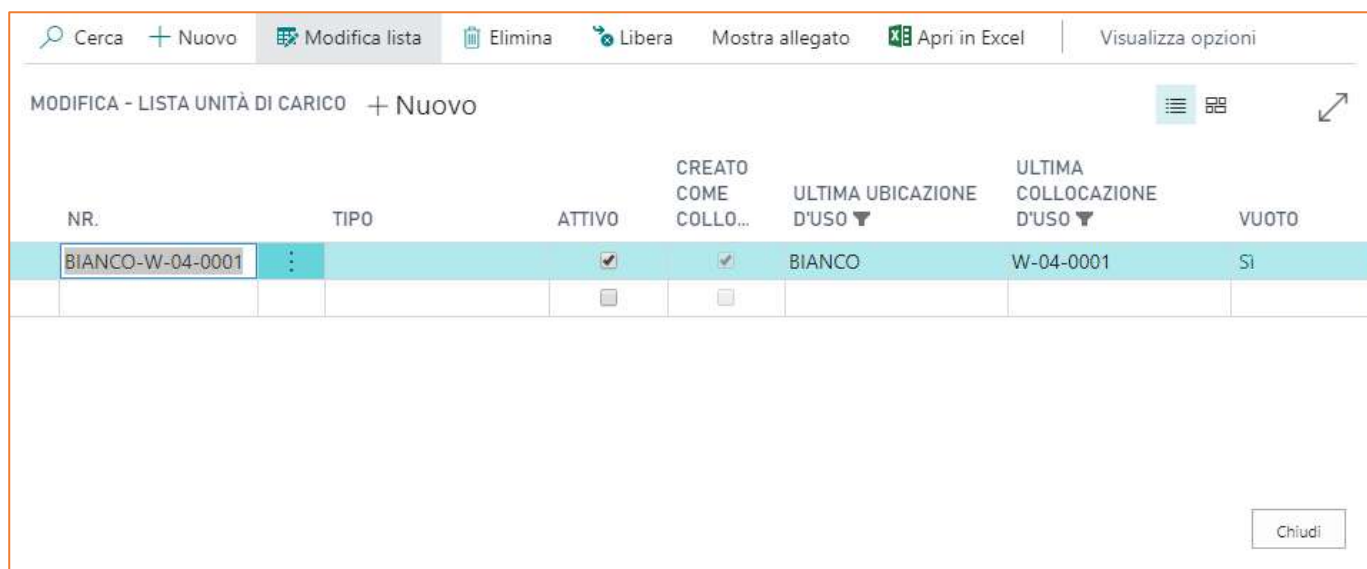 Cerca Nuovo Modifica lista Elimina Libera Mostra allegato Apri in Excel Visualizza opzioni
MODIFICA - LISTA UNITÀ DI CARICO + Nuovo
NR. TIPO ATTIVO CREATO COME COLLO... ULTIMA UBICAZIONE D'USO ULTIMA COLLOCAZIONE D'USO VUOTO
BIANCO-W-04-0001 BIANCO W-04-0001 Sì
Chiudi